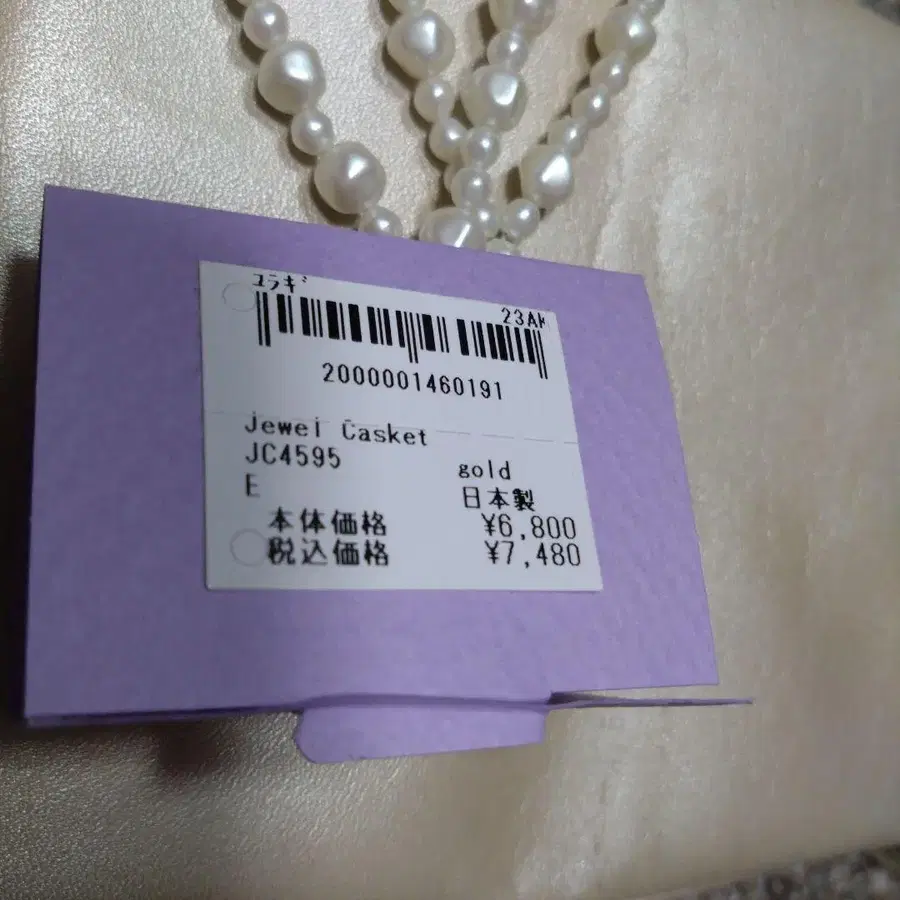 ユラギ
23AW
2000001460191
Jewel Casket
JC4595 gold
E 日本製
本体価格 ¥6,800
税込価格 ¥7,480